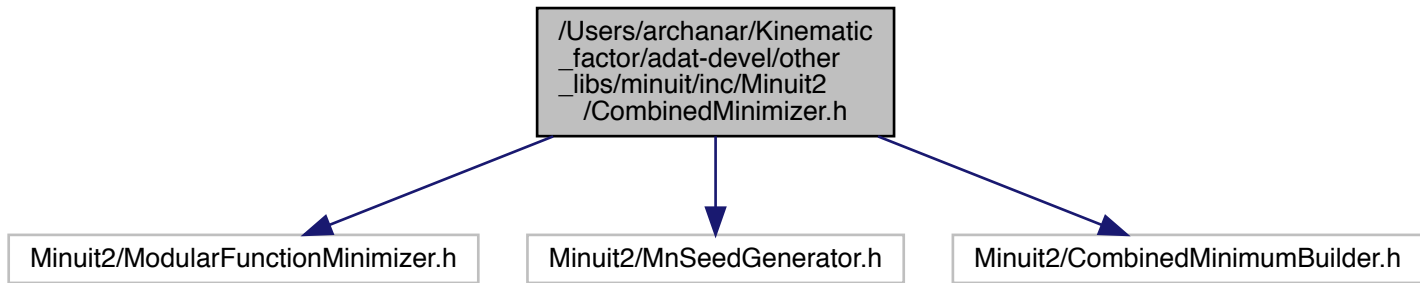 /Users/archanar/Kinematic
_factor/adat-devel/other
_libs/minuit/inc/Minuit2
/CombinedMinimizer.h
Minuit2/ModularFunctionMinimizer.h
Minuit2/MnSeedGenerator.h
Minuit2/CombinedMinimumBuilder.h